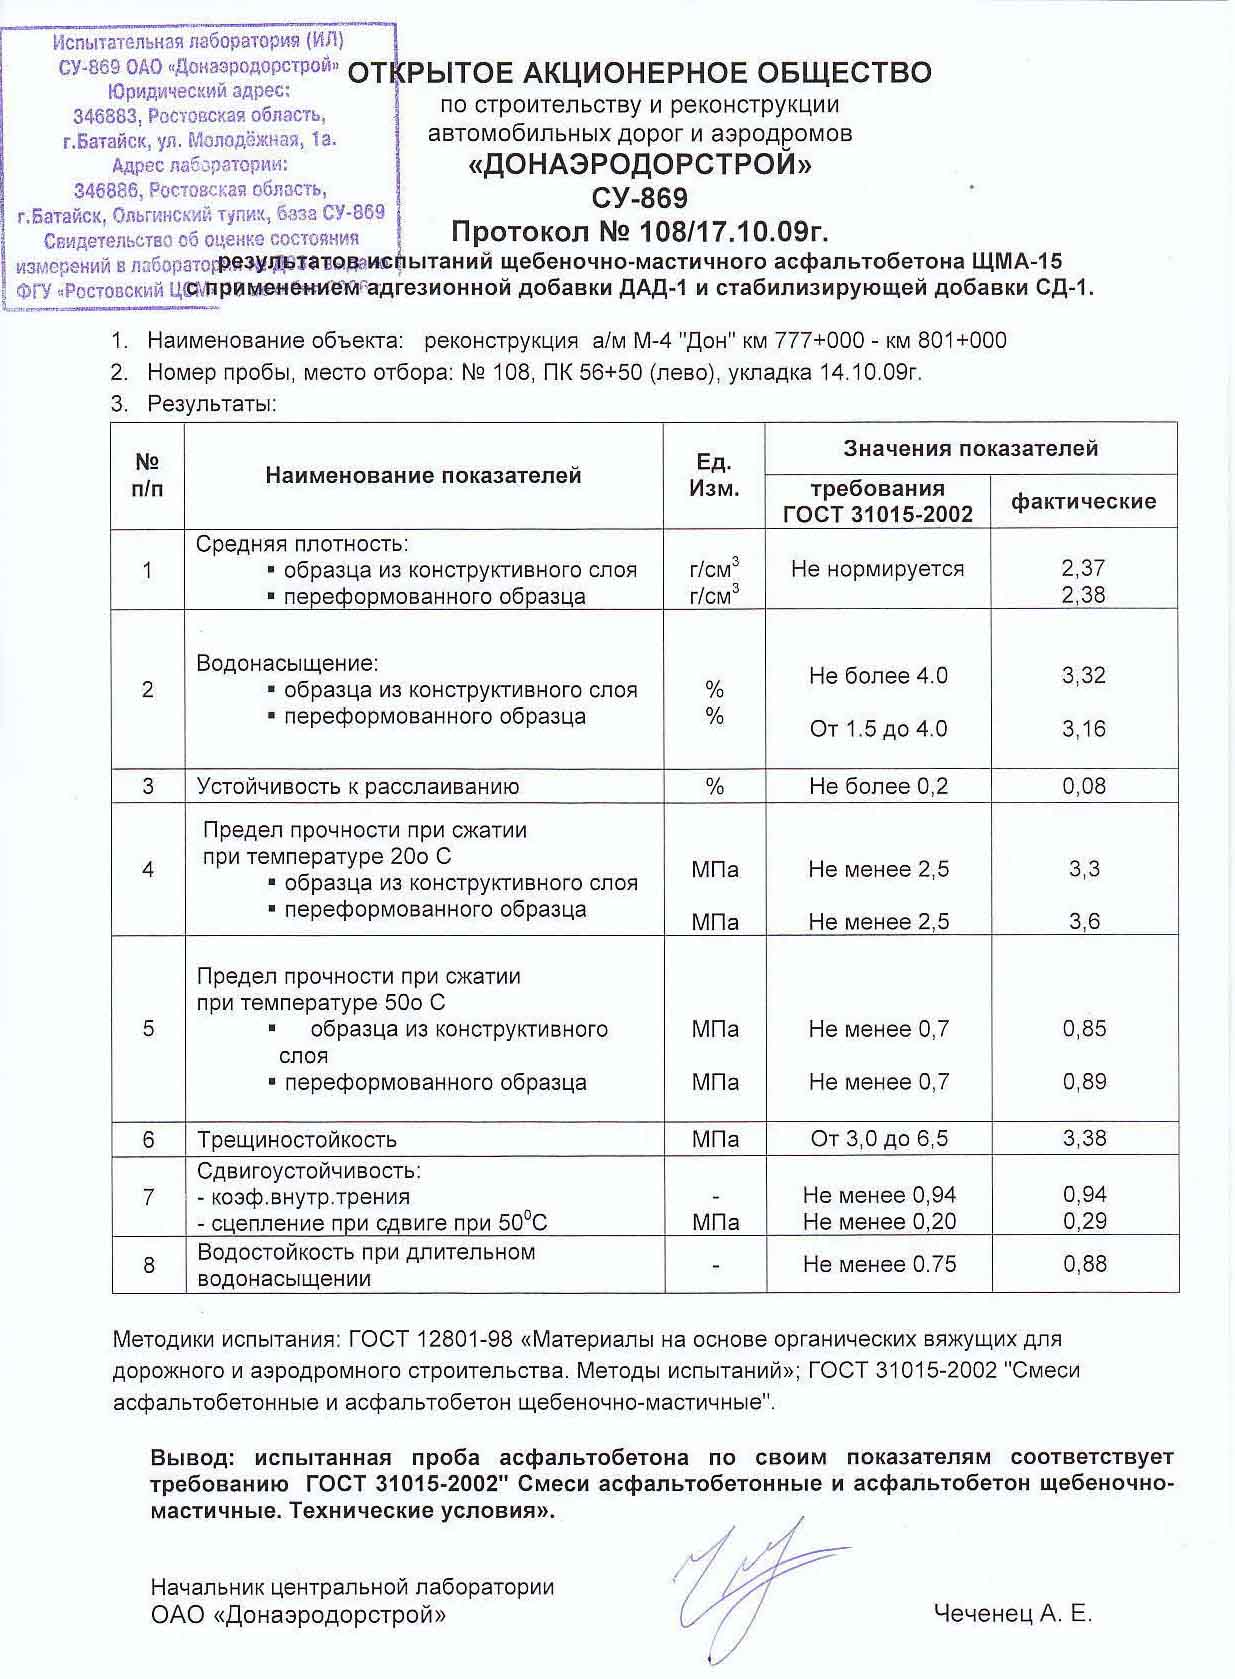 Испытательная лаборатория (ИЛ)
СУ-869 ОАО «Донаэродорстрой»
Юридический адрес:
346883, Ростовская область,
г.Батайск, ул. Молодёжная, 1а.
Адрес лаборатории:
346886, Ростовская область,
г.Батайск, Ольгинский тупик, база СУ-869
Свидетельство об оценке состояния
измерений в лаборатории
ФГУ «Ростовский
ОТКРЫТОЕ АКЦИОНЕРНОЕ ОБЩЕСТВО
по строительству и реконструкции
автомобильных дорог и аэродромов
«ДОНАЭРОДОРСТРОЙ»
СУ-869
Протокол № 108/17.10.09г.
результатов испытаний щебеночно-мастичного асфальтобетона ЩМА-15
с применением адгезионной добавки ДАД-1 и стабилизирующей добавки СД-1.
1. Наименование объекта: реконструкция а/м М-4 "Дон" км 777+000 - км 801+000
2. Номер пробы, место отбора: № 108, ПК 56+50 (лево), укладка 14.10.09г.
3. Результаты:
№ п/п Наименование показателей Ед. Изм. Значения показателей
требования ГОСТ 31015-2002 фактические
Средняя плотность:
1 ▪ образца из конструктивного слоя г/см³ Не нормируется 2,37
▪ переформованного образца г/см³ 2,38
Водонасыщение:
2 ▪ образца из конструктивного слоя % Не более 4.0 3,32
▪ переформованного образца % От 1.5 до 4.0 3,16
3 Устойчивость к расслаиванию % Не более 0,2 0,08
Предел прочности при сжатии
при температуре 20о С
4 ▪ образца из конструктивного слоя МПа Не менее 2,5 3,3
▪ переформованного образца МПа Не менее 2,5 3,6
Предел прочности при сжатии
при температуре 50о С
5 ▪ образца из конструктивного МПа Не менее 0,7 0,85
слоя
▪ переформованного образца МПа Не менее 0,7 0,89
6 Трещиностойкость МПа От 3,0 до 6,5 3,38
Сдвигоустойчивость:
7 - коэф.внутр.трения - Не менее 0,94 0,94
- сцепление при сдвиге при 50⁰С МПа Не менее 0,20 0,29
8 Водостойкость при длительном - Не менее 0.75 0,88
водонасыщении
Методики испытания: ГОСТ 12801-98 «Материалы на основе органических вяжущих для
дорожного и аэродромного строительства. Методы испытаний»; ГОСТ 31015-2002 "Смеси
асфальтобетонные и асфальтобетон щебеночно-мастичные".
Вывод: испытанная проба асфальтобетона по своим показателям соответствует
требованию ГОСТ 31015-2002" Смеси асфальтобетонные и асфальтобетон щебеночно-
мастичные. Технические условия».
Начальник центральной лаборатории
ОАО «Донаэродорстрой»
Чеченец А. Е.